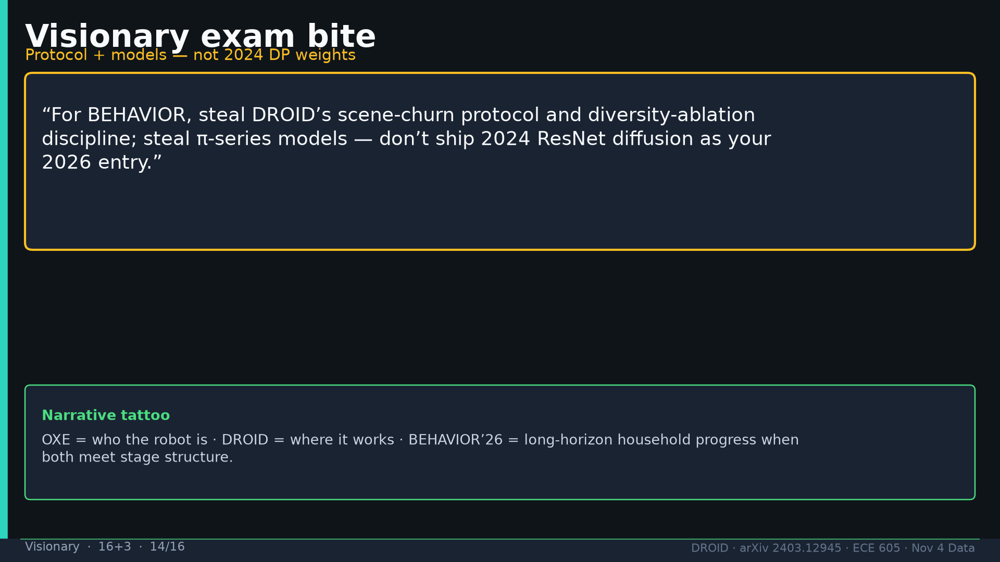 Visionary exam bite
Protocol + models — not 2024 DP weights
“For BEHAVIOR, steal DROID’s scene-churn protocol and diversity-ablation
discipline; steal π-series models — don’t ship 2024 ResNet diffusion as your
2026 entry.”
Narrative tattoo
OXE = who the robot is · DROID = where it works · BEHAVIOR’26 = long-horizon household progress when
both meet stage structure.
Visionary · 16+3 · 14/16
DROID · arXiv 2403.12945 · ECE 605 · Nov 4 Data